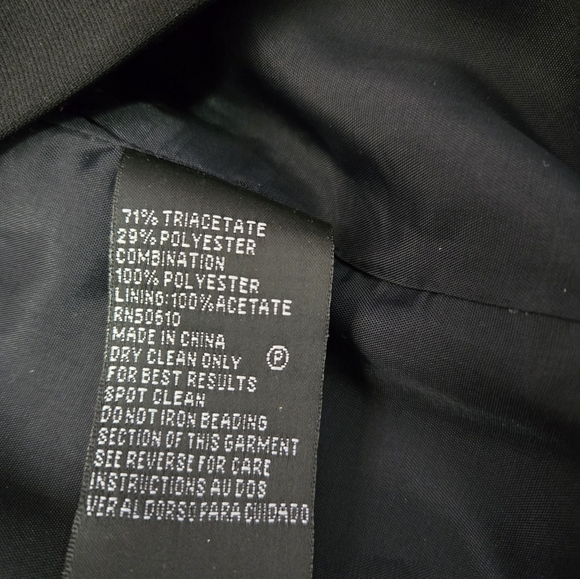 71% TRIACETATE
29% POLYESTER
COMBINATION
100% POLYESTER
LINING:100% ACETATE
RN50610
MADE IN CHINA
DRY CLEAN ONLY Ⓟ
FOR BEST RESULTS
SPOT CLEAN
DO NOT IRON BEADING
SECTION OF THIS GARMENT
SEE REVERSE FOR CARE
INSTRUCTIONS AU DOS
VER AL DORSO PARA CUIDADO